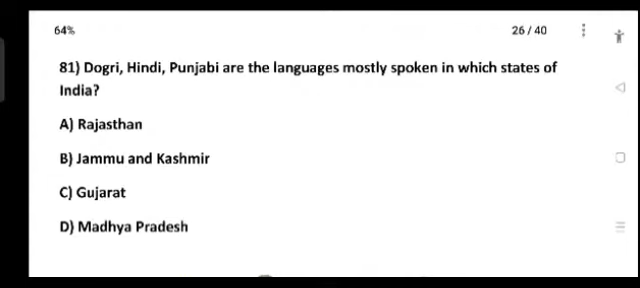 64%
26 / 40
81) Dogri, Hindi, Punjabi are the languages mostly spoken in which states of
India?
A) Rajasthan
B) Jammu and Kashmir
C) Gujarat
D) Madhya Pradesh